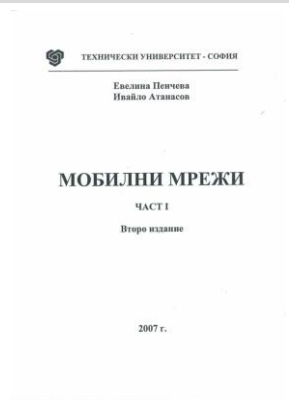 ТЕХНИЧЕСКИ УНИВЕРСИТЕТ - СОФИЯ
Евелина Пенчева
Ивайло Атанасов
МОБИЛНИ МРЕЖИ
ЧАСТ I
Второ издание
2007 г.